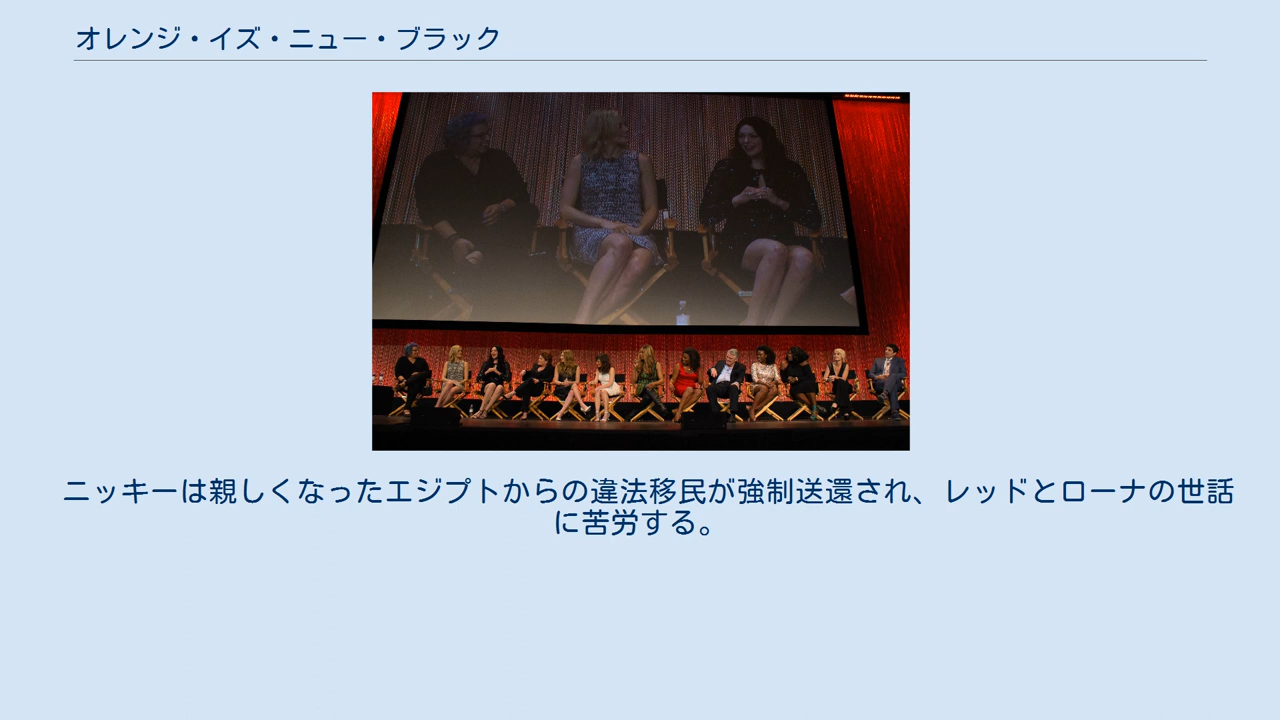 オレンジ・イズ・ニュー・ブラック
ニッキーは親しくなったエジプトからの違法移民が強制送還され、レッドとローナの世話
に苦労する。